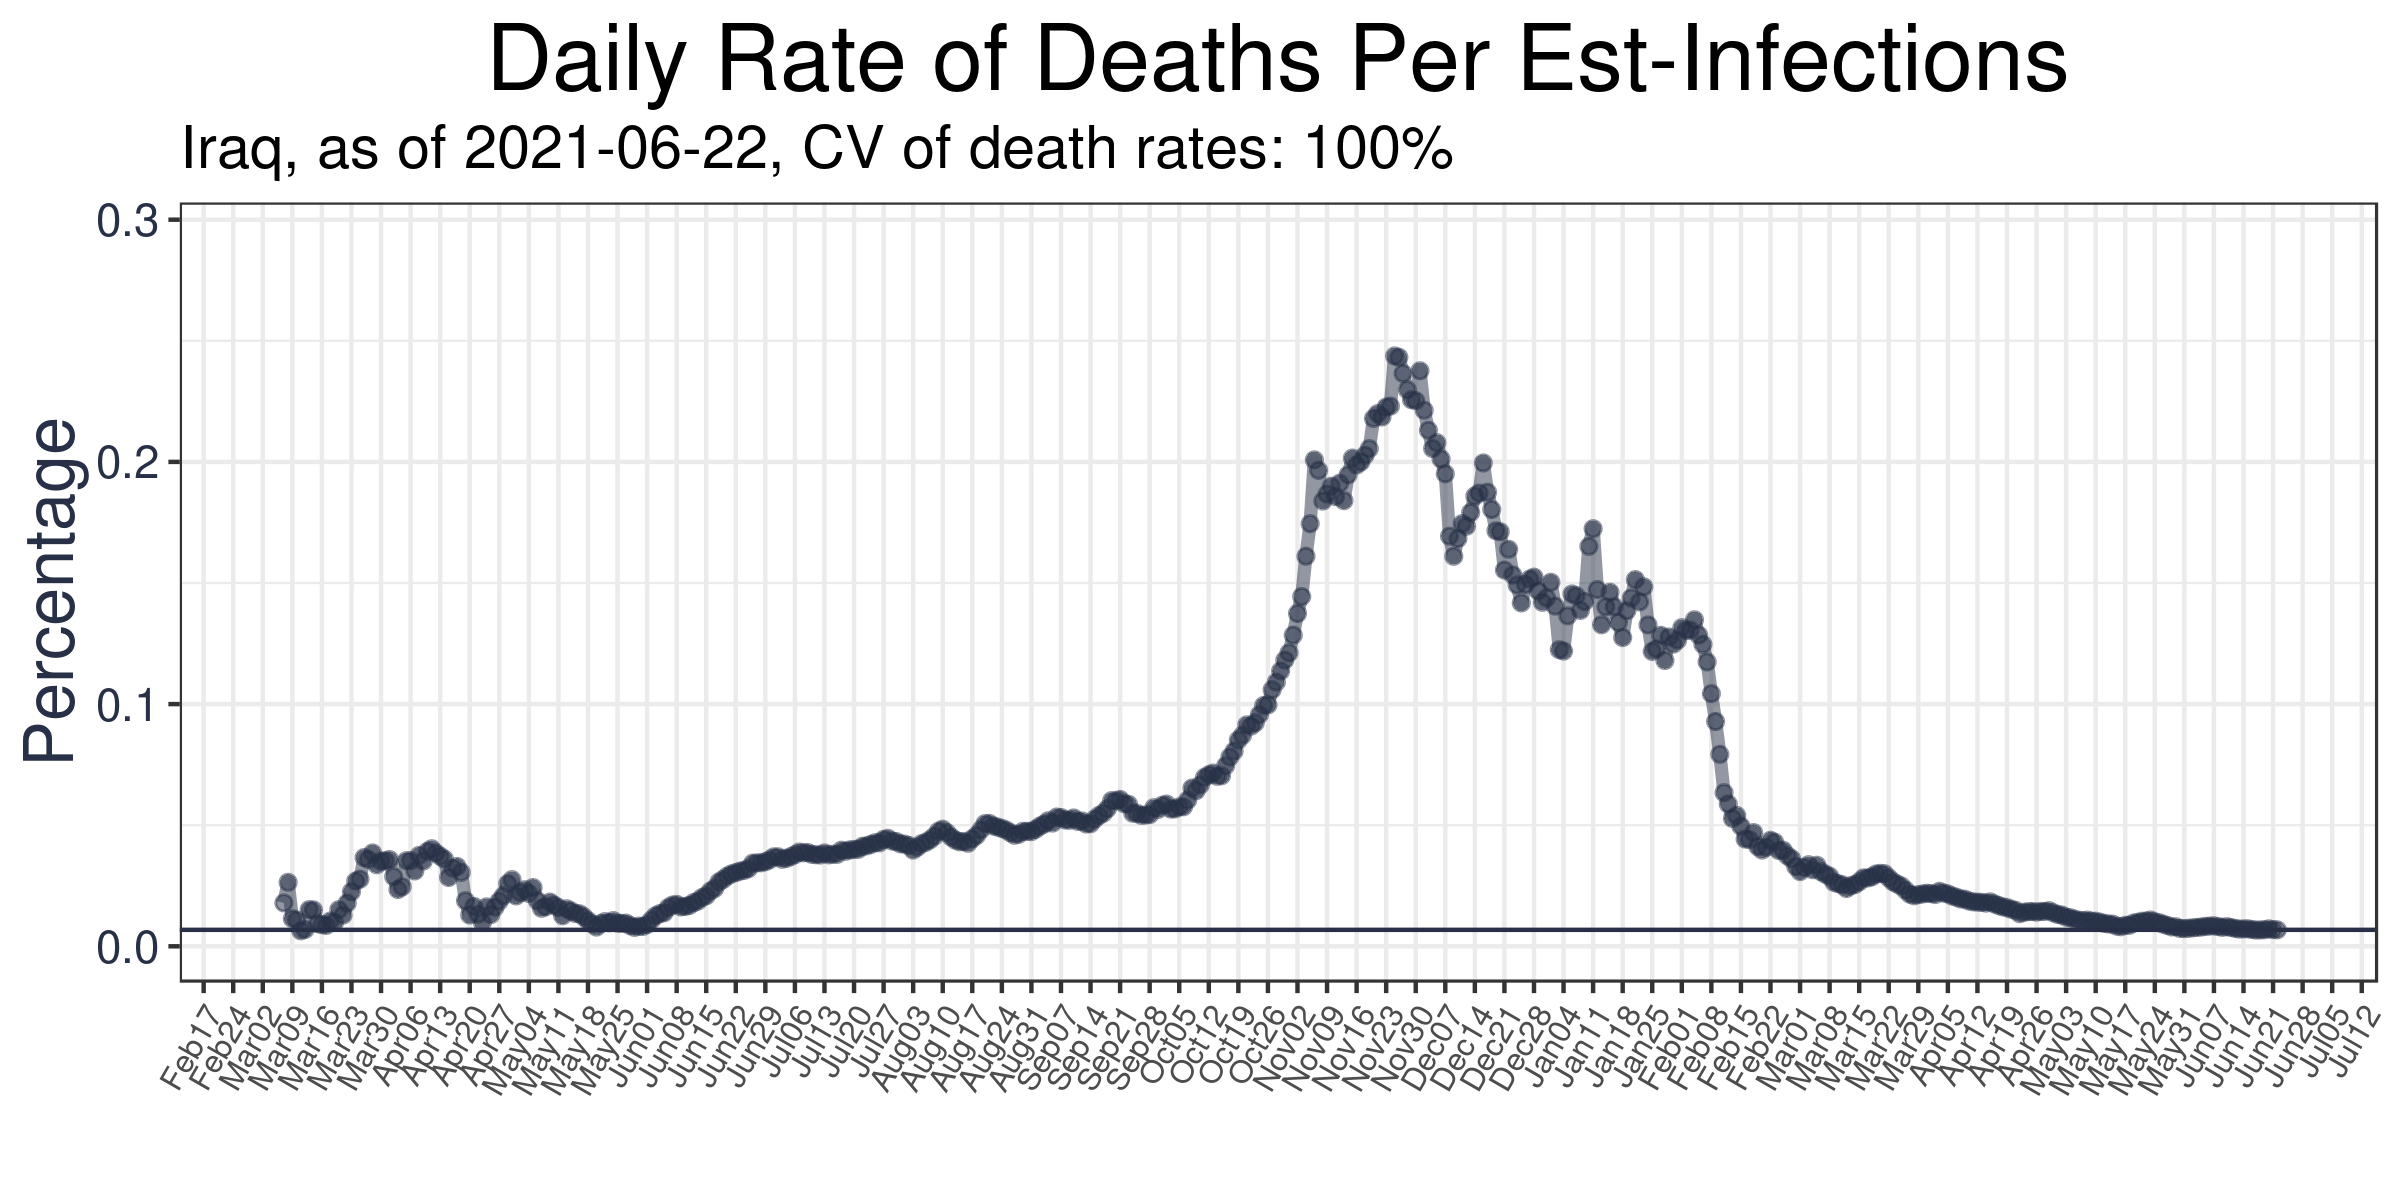 Daily Rate of Deaths Per Est-Infections
Iraq, as of 2021-06-22, CV of death rates: 100%
Percentage
0.3
0.2
0.1
0.0
Feb17
Feb24
Mar02
Mar09
Mar16
Mar23
Mar30
Apr06
Apr13
Apr20
Apr27
May04
May11
May18
May25
Jun01
Jun08
Jun15
Jun22
Jun29
Jul06
Jul13
Jul20
Jul27
Aug03
Aug10
Aug17
Aug24
Aug31
Sep07
Sep14
Sep21
Sep28
Oct05
Oct12
Oct19
Oct26
Nov02
Nov09
Nov16
Nov23
Nov30
Dec07
Dec14
Dec21
Dec28
Jan04
Jan11
Jan18
Jan25
Feb01
Feb08
Feb15
Feb22
Mar01
Mar08
Mar15
Mar22
Mar29
Apr05
Apr12
Apr19
Apr26
May03
May10
May17
May24
May31
Jun07
Jun14
Jun21
Jun28
Jul05
Jul12